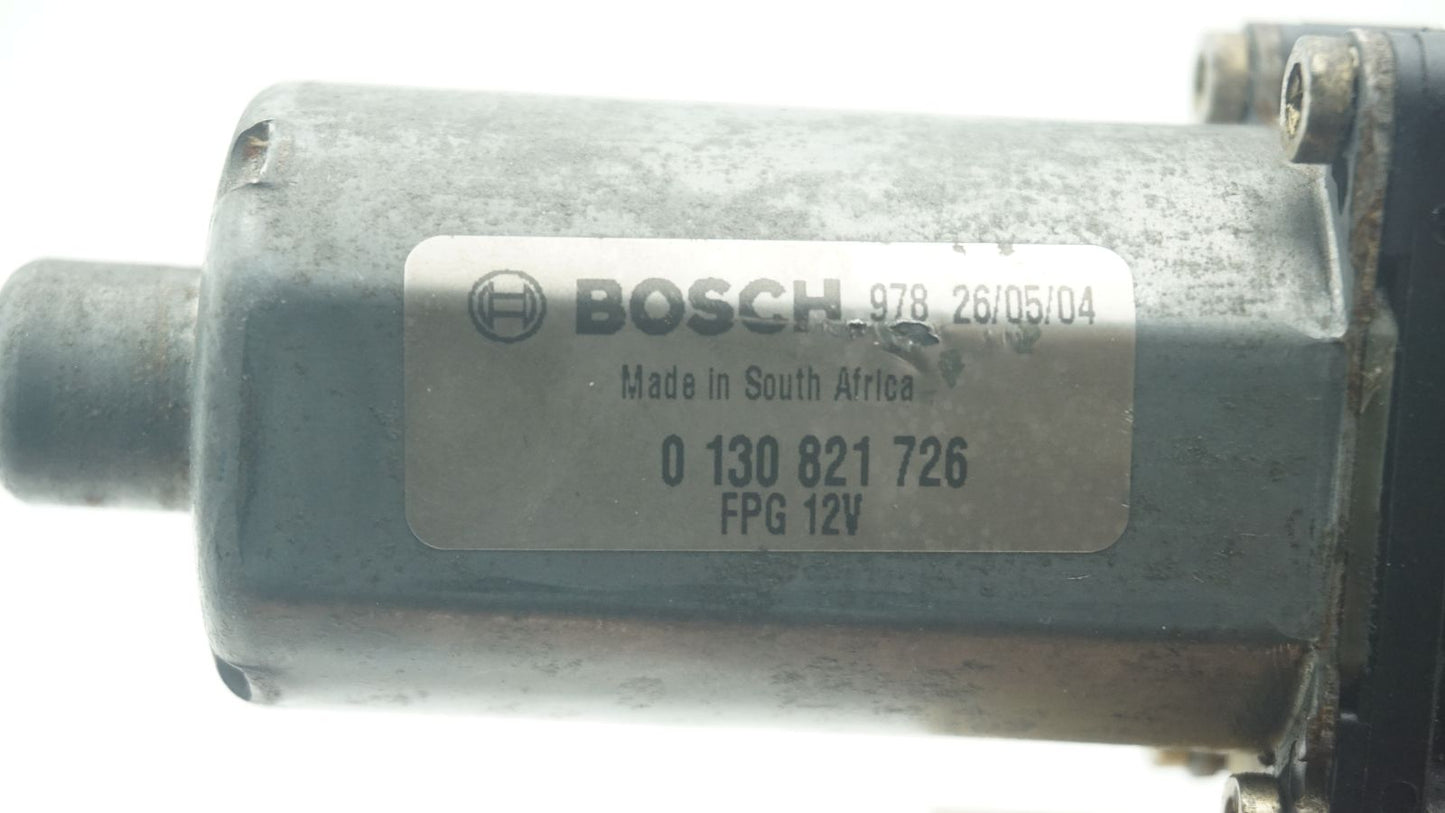 BOSCH 978 26/05/04
Made in South Africa
0 130 821 726
FPG 12V